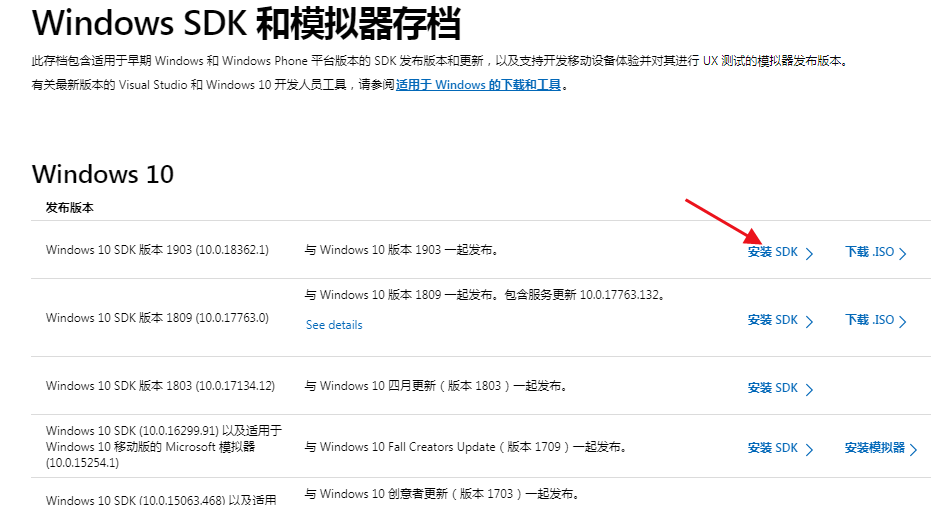 Windows SDK 和模拟器存档
此存档包含适用于早期 Windows 和 Windows Phone 平台版本的 SDK 发布版本和更新，以及支持开发移动设备体验并对其进行 UX 测试的模拟器发布版本。
有关最新版本的 Visual Studio 和 Windows 10 开发人员工具，请参阅适用于 Windows 的下载和工具。
Windows 10
发布版本
Windows 10 SDK 版本 1903 (10.0.18362.1) 与 Windows 10 版本 1903 一起发布。 安装 SDK 下载 .ISO
与 Windows 10 版本 1809 一起发布。包含服务更新 10.0.17763.132。
Windows 10 SDK 版本 1809 (10.0.17763.0) 安装 SDK 下载 .ISO
See details
Windows 10 SDK 版本 1803 (10.0.17134.12) 与 Windows 10 四月更新（版本 1803）一起发布。 安装 SDK
Windows 10 SDK (10.0.16299.91) 以及适用于
Windows 10 移动版的 Microsoft 模拟器 与 Windows 10 Fall Creators Update（版本 1709）一起发布。 安装 SDK 安装模拟器
(10.0.15254.1)
与 Windows 10 创意者更新（版本 1703）一起发布。
Windows 10 SDK (10.0.15063.468) 以及适用